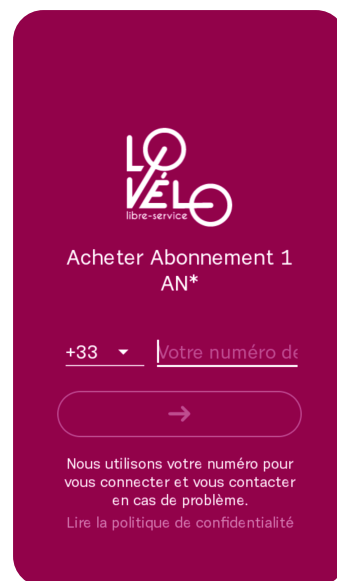 LO
VÉLO
libre-service
Acheter Abonnement 1
AN*
+33 Votre numéro de
Nous utilisons votre numéro pour
vous connecter et vous contacter
en cas de problème.
Lire la politique de confidentialité